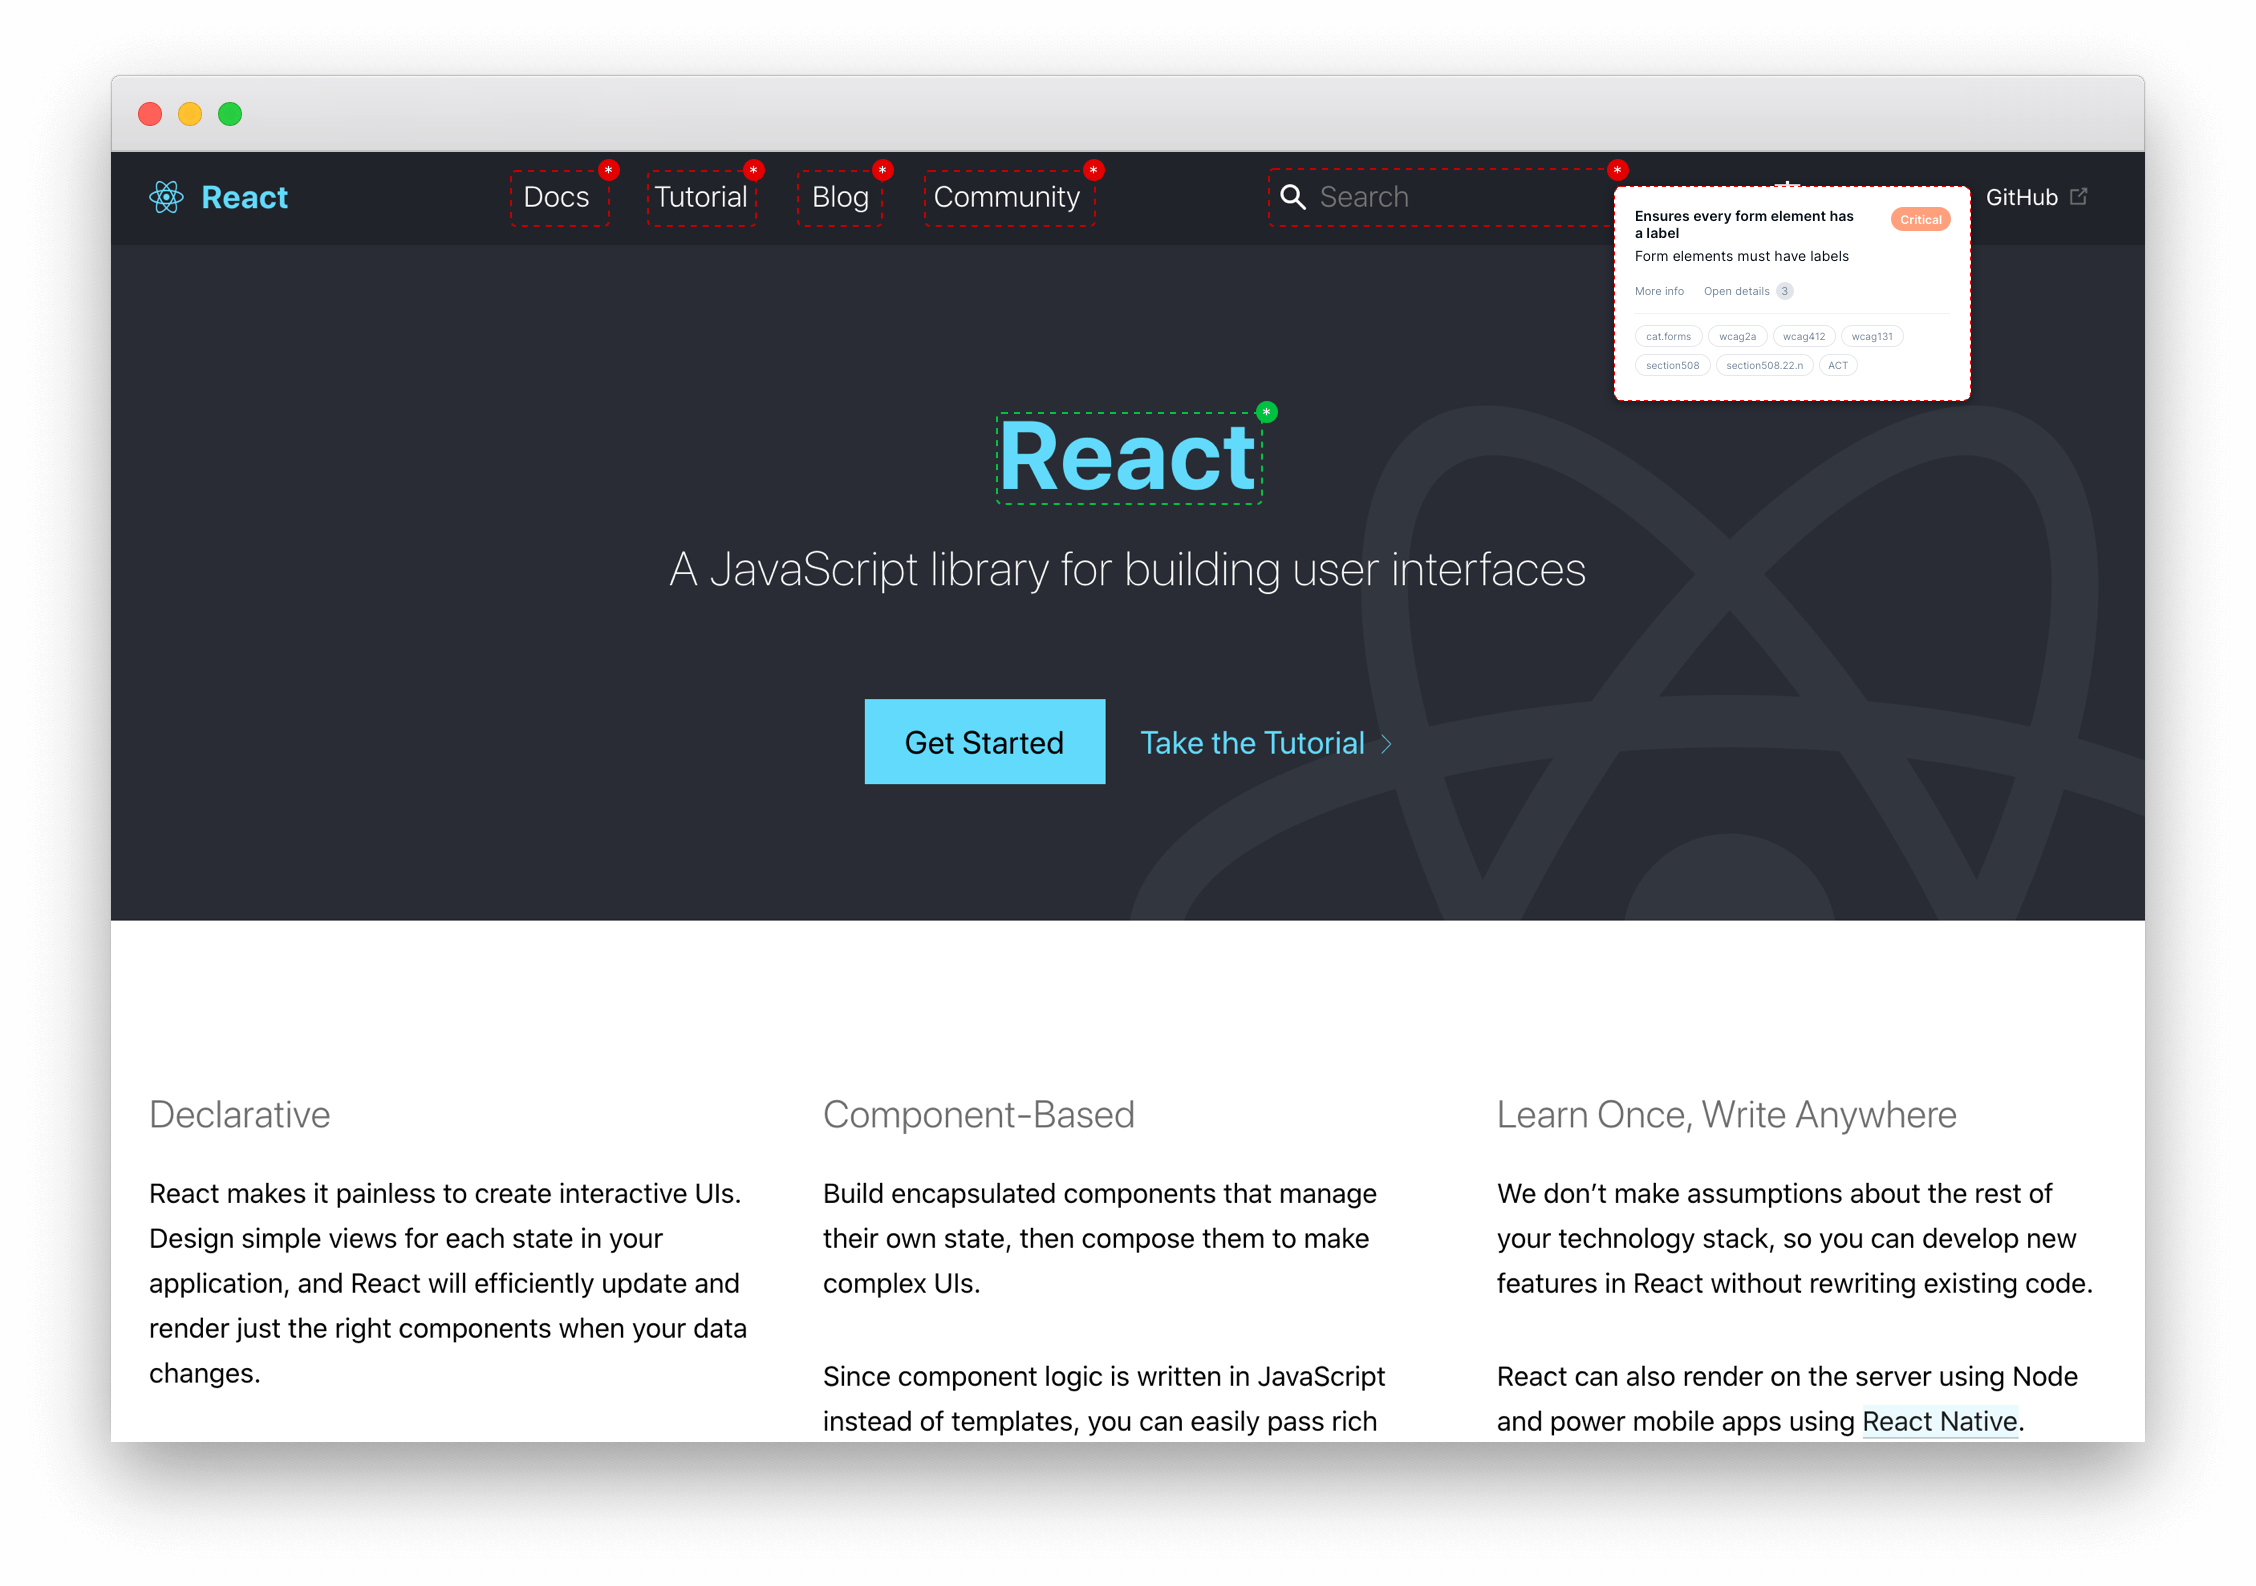 React
Docs *
Tutorial *
Blog *
Community *
Search *
GitHub
Ensures every form element has
a label
Critical
Form elements must have labels
More info Open details 3
cat.forms wcag2a wcag412 wcag131
section508 section508.22.n ACT
React *
A JavaScript library for building user interfaces
Get Started
Take the Tutorial
Declarative
React makes it painless to create interactive UIs.
Design simple views for each state in your
application, and React will efficiently update and
render just the right components when your data
changes.
Component-Based
Build encapsulated components that manage
their own state, then compose them to make
complex UIs.
Since component logic is written in JavaScript
instead of templates, you can easily pass rich
Learn Once, Write Anywhere
We don’t make assumptions about the rest of
your technology stack, so you can develop new
features in React without rewriting existing code.
React can also render on the server using Node
and power mobile apps using React Native.